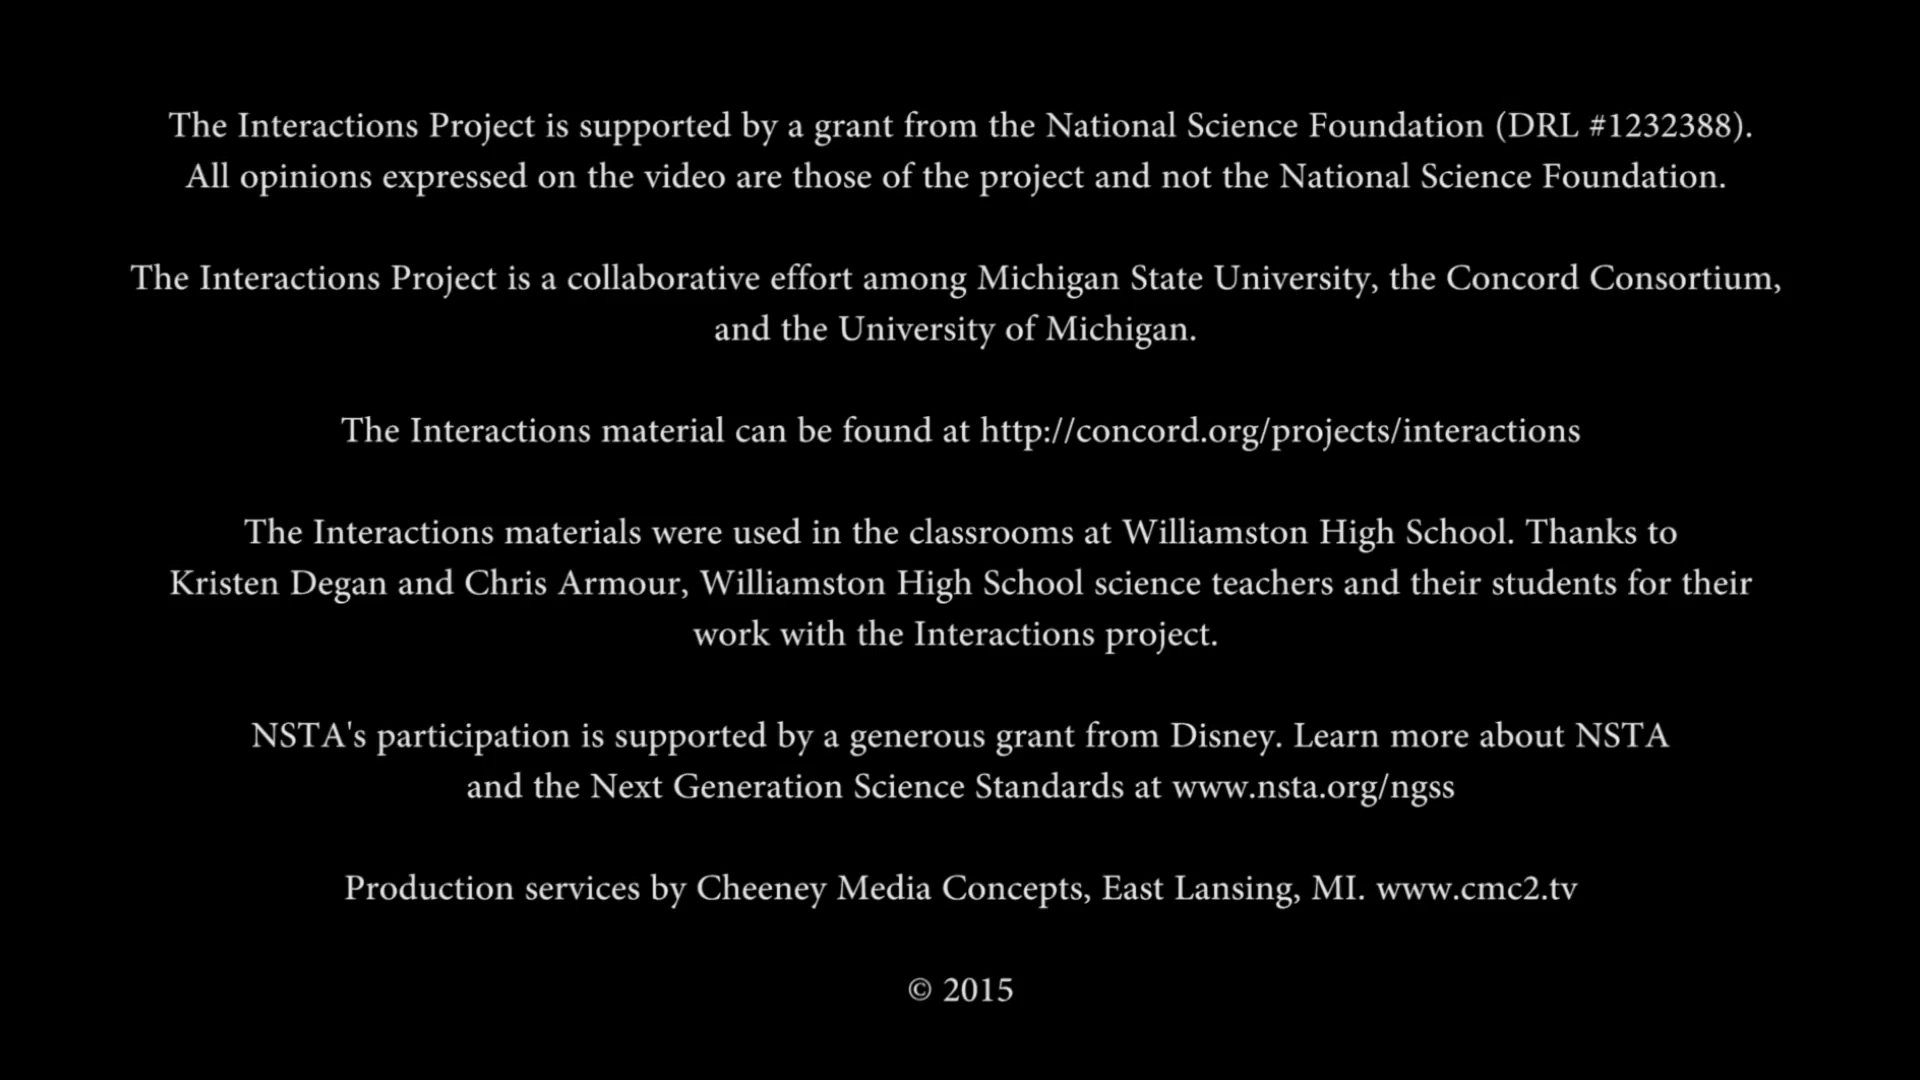 The Interactions Project is supported by a grant from the National Science Foundation (DRL #1232388).
All opinions expressed on the video are those of the project and not the National Science Foundation.
The Interactions Project is a collaborative effort among Michigan State University, the Concord Consortium,
and the University of Michigan.
The Interactions material can be found at http://concord.org/projects/interactions
The Interactions materials were used in the classrooms at Williamston High School. Thanks to
Kristen Degan and Chris Armour, Williamston High School science teachers and their students for their
work with the Interactions project.
NSTA's participation is supported by a generous grant from Disney. Learn more about NSTA
and the Next Generation Science Standards at www.nsta.org/ngss
Production services by Cheeney Media Concepts, East Lansing, MI. www.cmc2.tv
© 2015